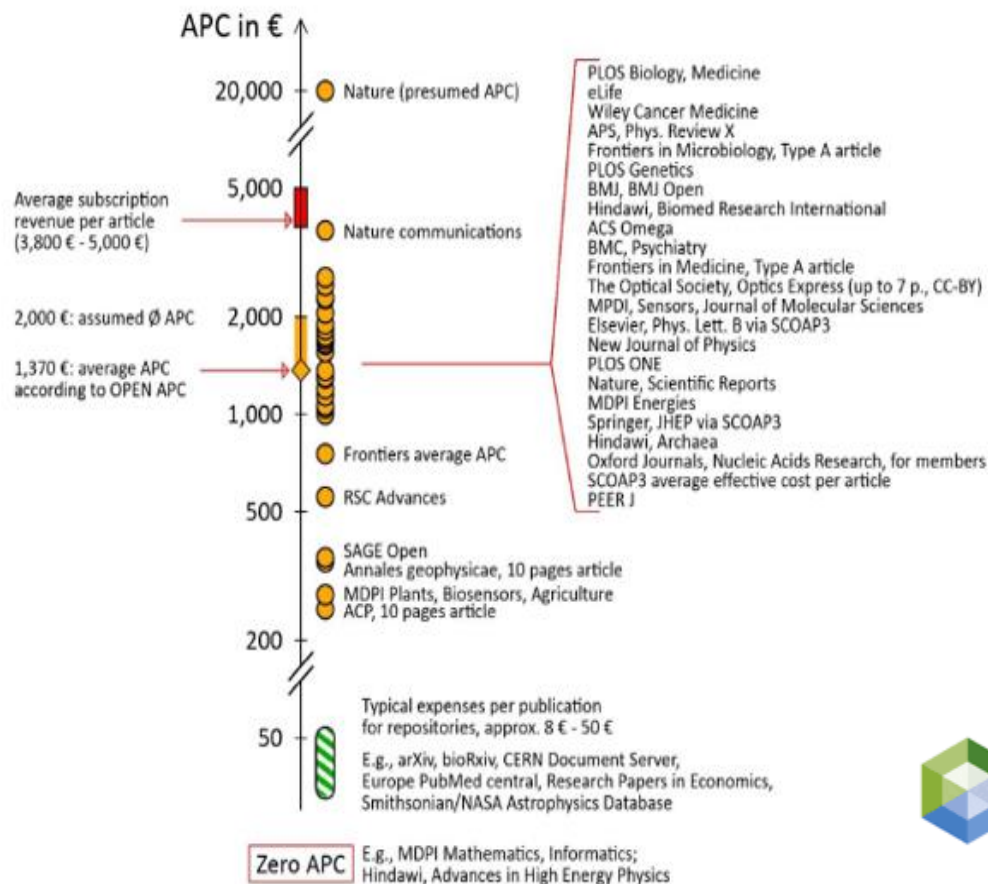 APC in €
20,000
Nature (presumed APC)
5,000
Average subscription
revenue per article
(3,800 € - 5,000 €)
Nature communications
2,000
2,000 €: assumed Ø APC
1,370 €: average APC
according to OPEN APC
1,000
Frontiers average APC
RSC Advances
500
SAGE Open
Annales geophysicae, 10 pages article
MDPI Plants, Biosensors, Agriculture
ACP, 10 pages article
200
PLOS Biology, Medicine
eLife
Wiley Cancer Medicine
APS, Phys. Review X
Frontiers in Microbiology, Type A article
PLOS Genetics
BMJ, BMJ Open
Hindawi, Biomed Research International
ACS Omega
BMC, Psychiatry
Frontiers in Medicine, Type A article
The Optical Society, Optics Express (up to 7 p., CC-BY)
MPDI, Sensors, Journal of Molecular Sciences
Elsevier, Phys. Lett. B via SCOAP3
New Journal of Physics
PLOS ONE
Nature, Scientific Reports
MDPI Energies
Springer, JHEP via SCOAP3
Hindawi, Archaea
Oxford Journals, Nucleic Acids Research, for members
SCOAP3 average effective cost per article
PEER J
Typical expenses per publication
for repositories, approx. 8 € - 50 €
50
E.g., arXiv, bioRxiv, CERN Document Server,
Europe PubMed central, Research Papers in Economics,
Smithsonian/NASA Astrophysics Database
Zero APC
E.g., MDPI Mathematics, Informatics;
Hindawi, Advances in High Energy Physics